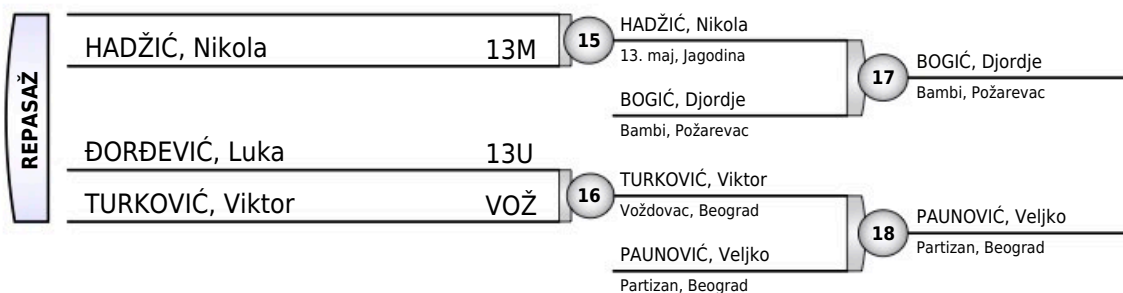 REPASAŽ
HADŽIĆ, Nikola 13M
15
HADŽIĆ, Nikola
13. maj, Jagodina
BOGIĆ, Djordje
Bambi, Požarevac
17
BOGIĆ, Djordje
Bambi, Požarevac
ĐORĐEVIĆ, Luka 13U
TURKOVIĆ, Viktor VOŽ
16
TURKOVIĆ, Viktor
Voždovac, Beograd
PAUNOVIĆ, Veljko
Partizan, Beograd
18
PAUNOVIĆ, Veljko
Partizan, Beograd